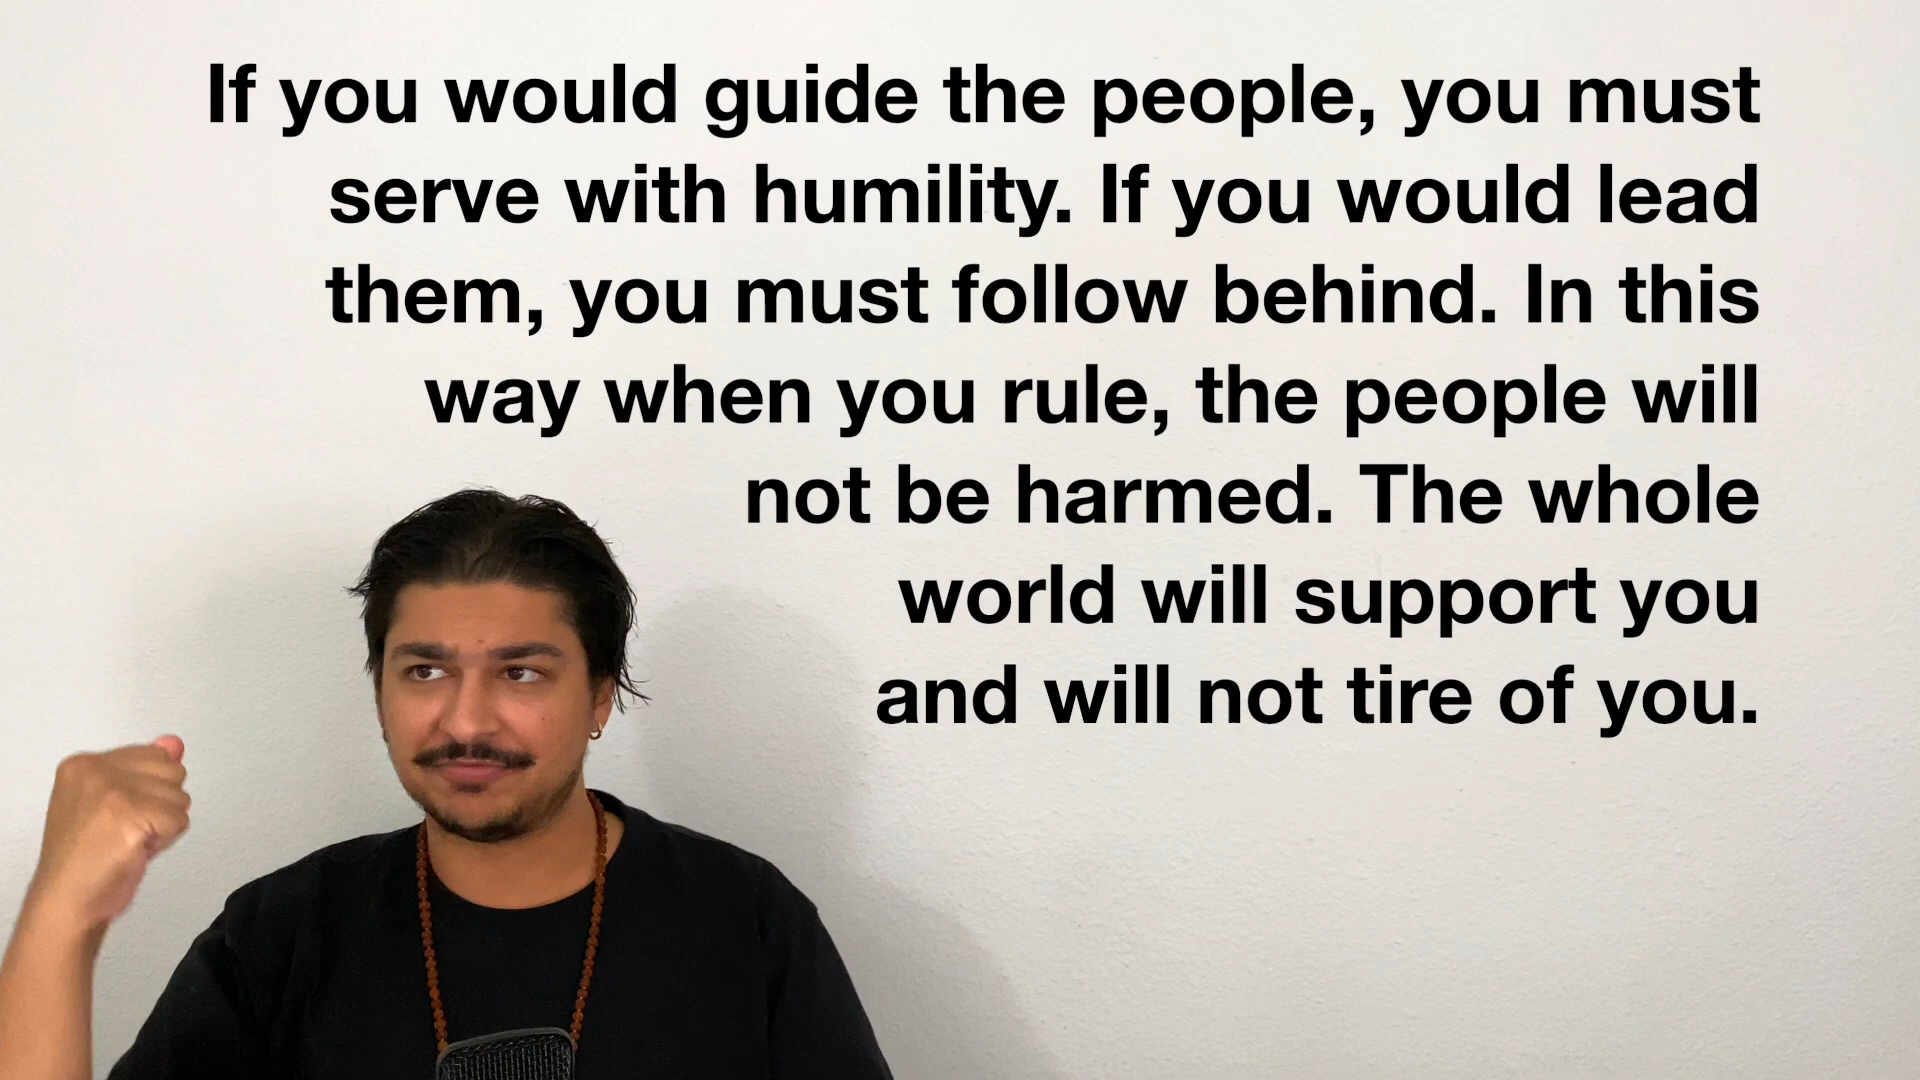 If you would guide the people, you must
serve with humility. If you would lead
them, you must follow behind. In this
way when you rule, the people will
not be harmed. The whole
world will support you
and will not tire of you.